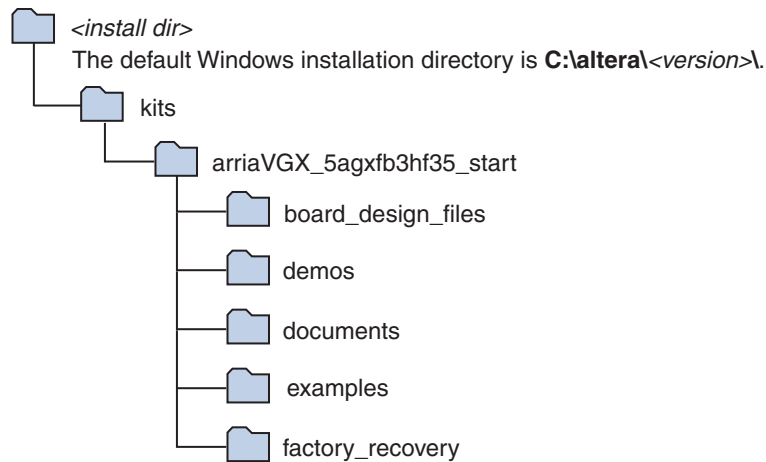 <install dir>
The default Windows installation directory is C:\altera\<version>\.
kits
arriaVGX_5agxfb3hf35_start
board_design_files
demos
documents
examples
factory_recovery